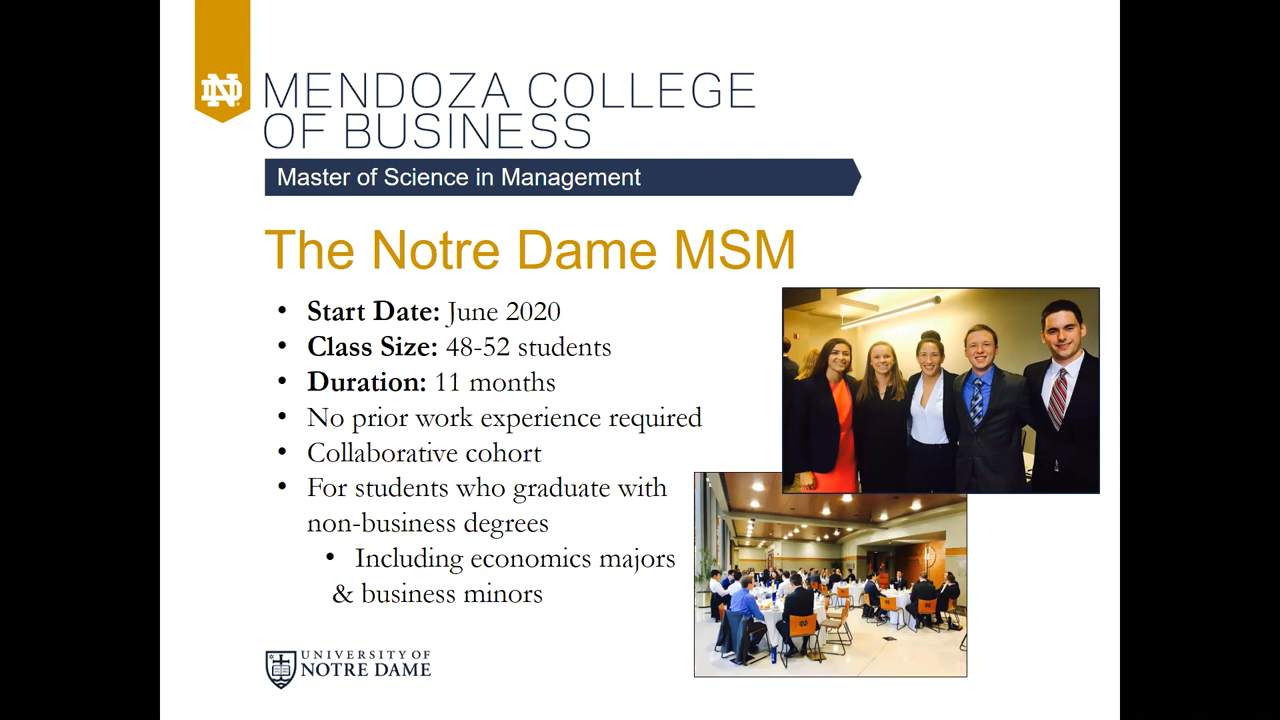 ND
MENDOZA COLLEGE
OF BUSINESS
Master of Science in Management
The Notre Dame MSM
• Start Date: June 2020
• Class Size: 48-52 students
• Duration: 11 months
• No prior work experience required
• Collaborative cohort
• For students who graduate with
non-business degrees
• Including economics majors
& business minors
UNIVERSITY OF
NOTRE DAME